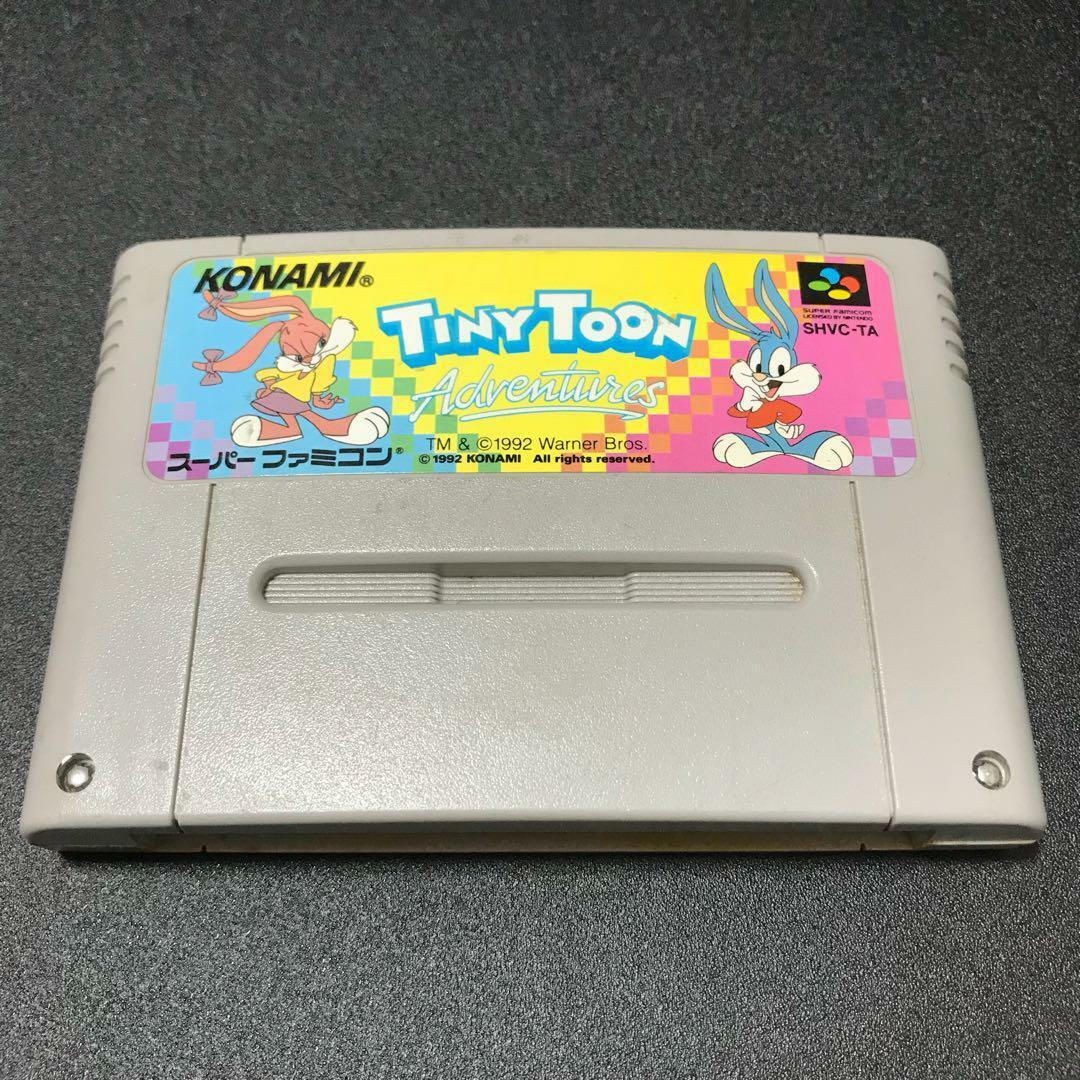 KONAMI®
TINY TOON
Adventures
SUPER FAMICOM
LICENSED BY NINTENDO
SHVC-TA
TM & ©1992 Warner Bros.
©1992 KONAMI All rights reserved.
スーパー ファミコン®